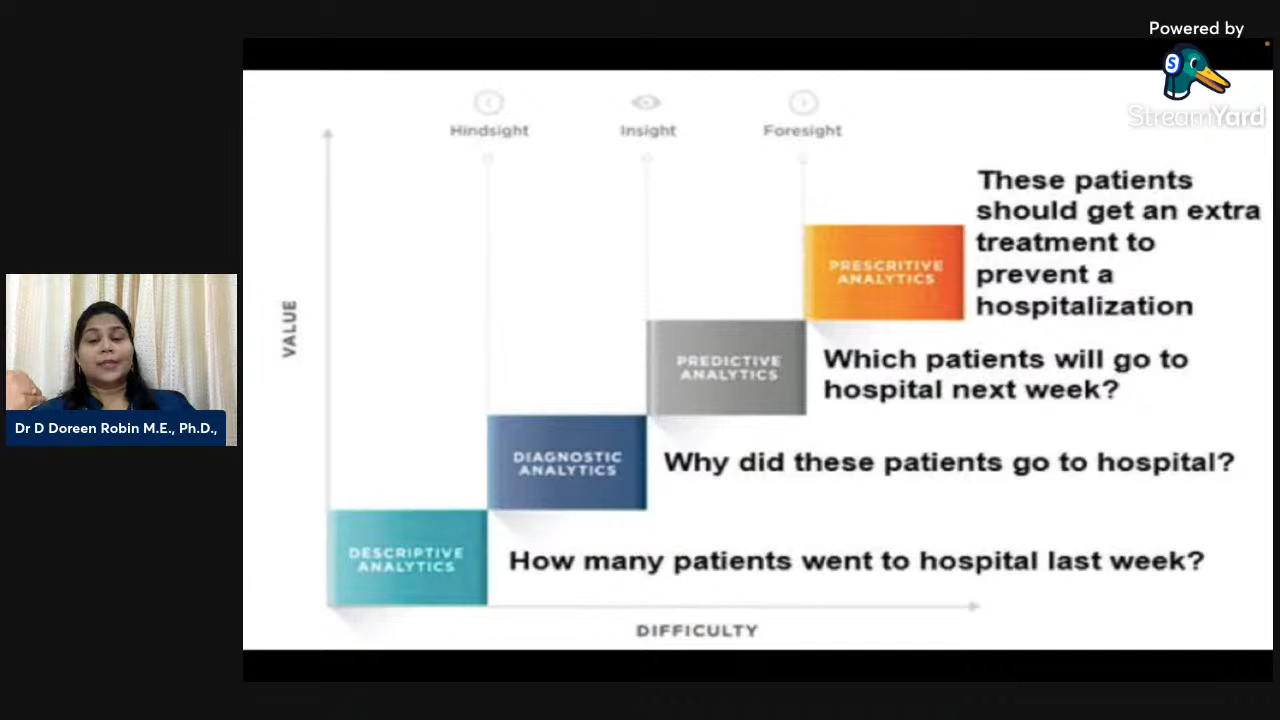 Powered by
StreamYard
Hindsight
Insight
Foresight
These patients
should get an extra
treatment to
prevent a
hospitalization
PRESCRITIVE
ANALYTICS
VALUE
PREDICTIVE
ANALYTICS
Which patients will go to
hospital next week?
DIAGNOSTIC
ANALYTICS
Why did these patients go to hospital?
DESCRIPTIVE
ANALYTICS
How many patients went to hospital last week?
DIFFICULTY
Dr D Doreen Robin M.E., Ph.D.,